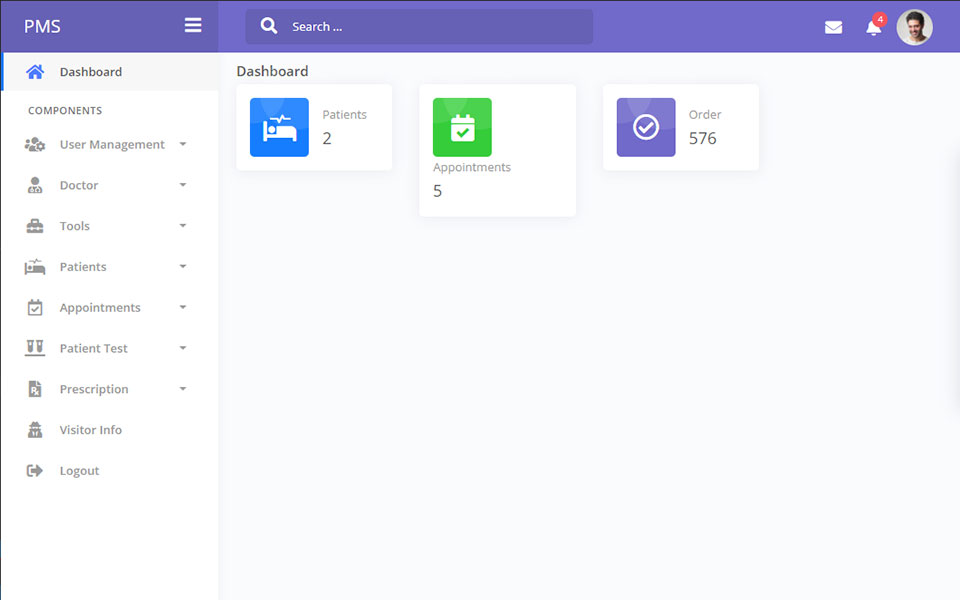 PMS
Search ...
4
Dashboard
COMPONENTS
User Management
Doctor
Tools
Patients
Appointments
Patient Test
Prescription
Visitor Info
Logout
Dashboard
Patients
2
Appointments
5
Order
576